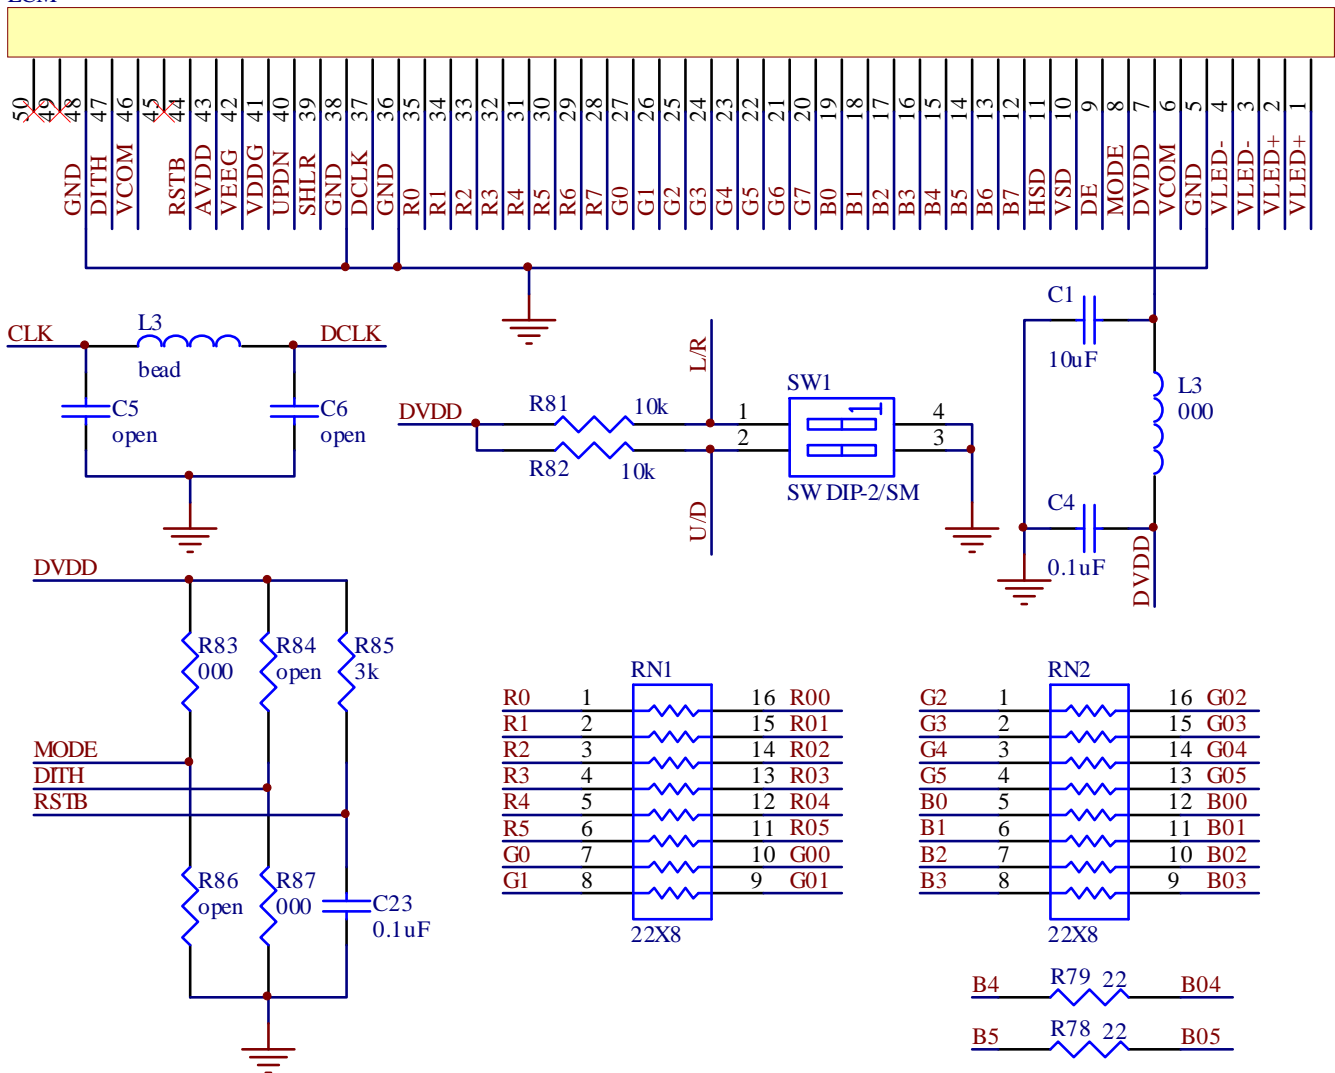 50 49 48 47 46 45 44 43 42 41 40 39 38 37 36 35 34 33 32 31 30 29 28 27 26 25 24 23 22 21 20 19 18 17 16 15 14 13 12 11 10 9 8 7 6 5 4 3 2 1
GND DITH VCOM RSTB AVDD VEEG VDDG UPDN SHLR GND DCLK GND R0 R1 R2 R3 R4 R5 R6 R7 G0 G1 G2 G3 G4 G5 G6 G7 B0 B1 B2 B3 B4 B5 B6 B7 HSD VSD DE MODE DVDD VCOM GND VLED- VLED- VLED+ VLED+
CLK
L3
DCLK
bead
C5
open
C6
open
DVDD
R81
10k
R82
10k
L/R
U/D
SW1
1
1
2
4
3
SW DIP-2/SM
C1
10uF
L3
000
C4
0.1uF
DVDD
DVDD
R83
000
R84
open
R85
3k
MODE
DITH
RSTB
R86
open
R87
000
C23
0.1uF
RN1
R0 1 16 R00
R1 2 15 R01
R2 3 14 R02
R3 4 13 R03
R4 5 12 R04
R5 6 11 R05
G0 7 10 G00
G1 8 9 G01
22X8
RN2
G2 1 16 G02
G3 2 15 G03
G4 3 14 G04
G5 4 13 G05
B0 5 12 B00
B1 6 11 B01
B2 7 10 B02
B3 8 9 B03
22X8
B4 R79 22 B04
B5 R78 22 B05